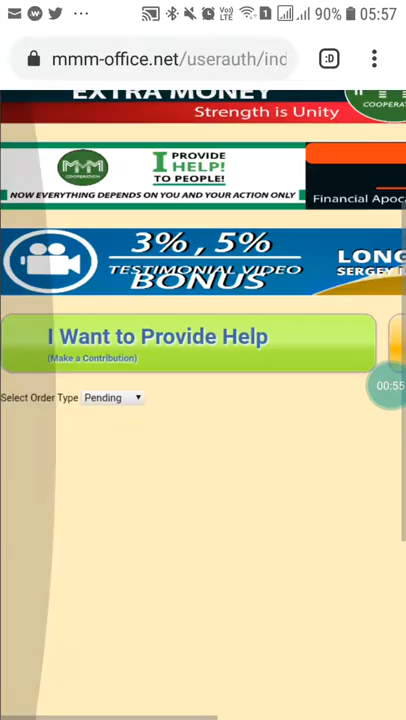 90% 05:57
mmm-office.net/userauth/ind
:D
EXTRA MONEY
Strength is Unity
COOPERA
MMM
COOPERATION
I PROVIDE
HELP!
TO PEOPLE!
NOW EVERYTHING DEPENDS ON YOU AND YOUR ACTION ONLY
Financial Apoca
3% , 5%
TESTIMONIAL VIDEO
BONUS
LONG
SERGEY
I Want to Provide Help
(Make a Contribution)
00:55
Select Order Type Pending